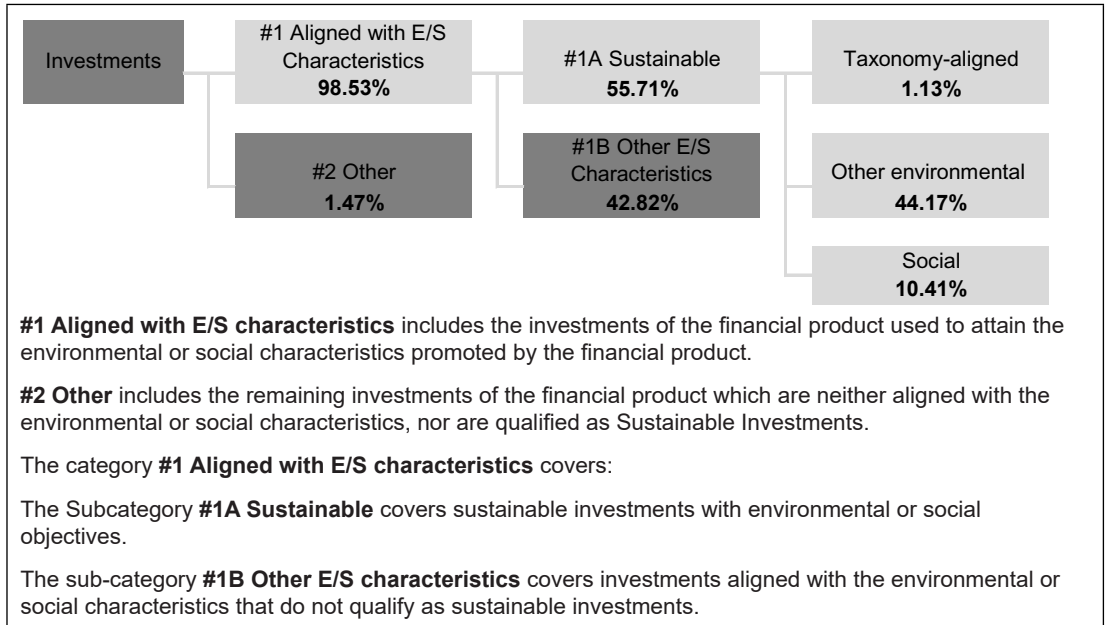 Investments
#1 Aligned with E/S
Characteristics
98.53%
#1A Sustainable
55.71%
Taxonomy-aligned
1.13%
#2 Other
1.47%
#1B Other E/S
Characteristics
42.82%
Other environmental
44.17%
Social
10.41%
#1 Aligned with E/S characteristics includes the investments of the financial product used to attain the
environmental or social characteristics promoted by the financial product.
#2 Other includes the remaining investments of the financial product which are neither aligned with the
environmental or social characteristics, nor are qualified as Sustainable Investments.
The category #1 Aligned with E/S characteristics covers:
The Subcategory #1A Sustainable covers sustainable investments with environmental or social
objectives.
The sub-category #1B Other E/S characteristics covers investments aligned with the environmental or
social characteristics that do not qualify as sustainable investments.